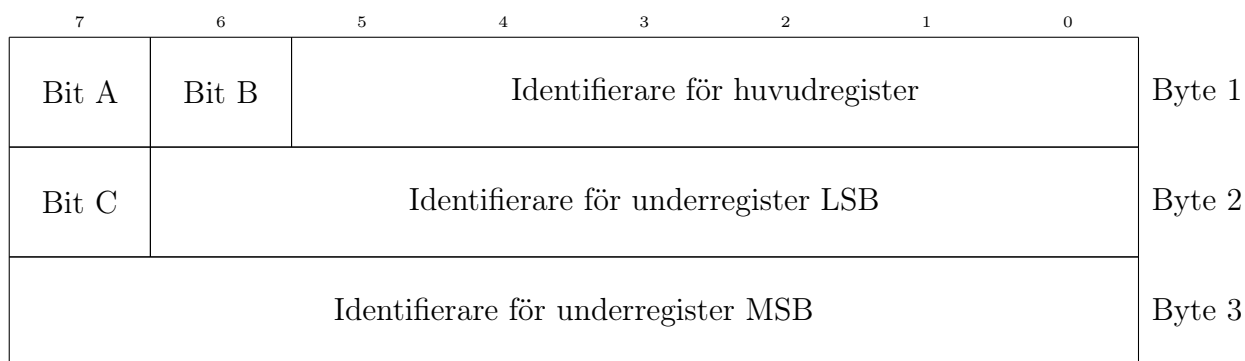 7 6 5 4 3 2 1 0
Bit A Bit B Identifierare för huvudregister Byte 1
Bit C Identifierare för underregister LSB Byte 2
Identifierare för underregister MSB Byte 3